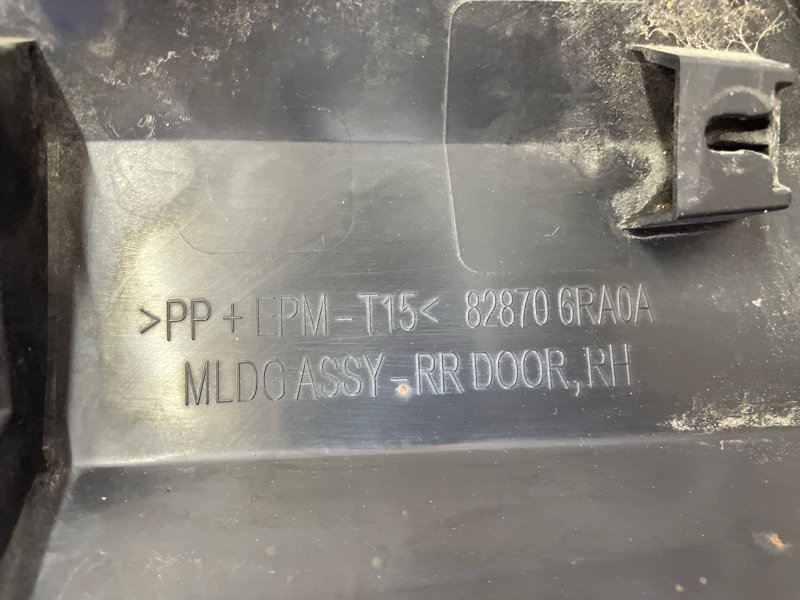 >PP + EPM - T15< 82870 6RA0A
MLDG ASSY - RR DOOR, RH